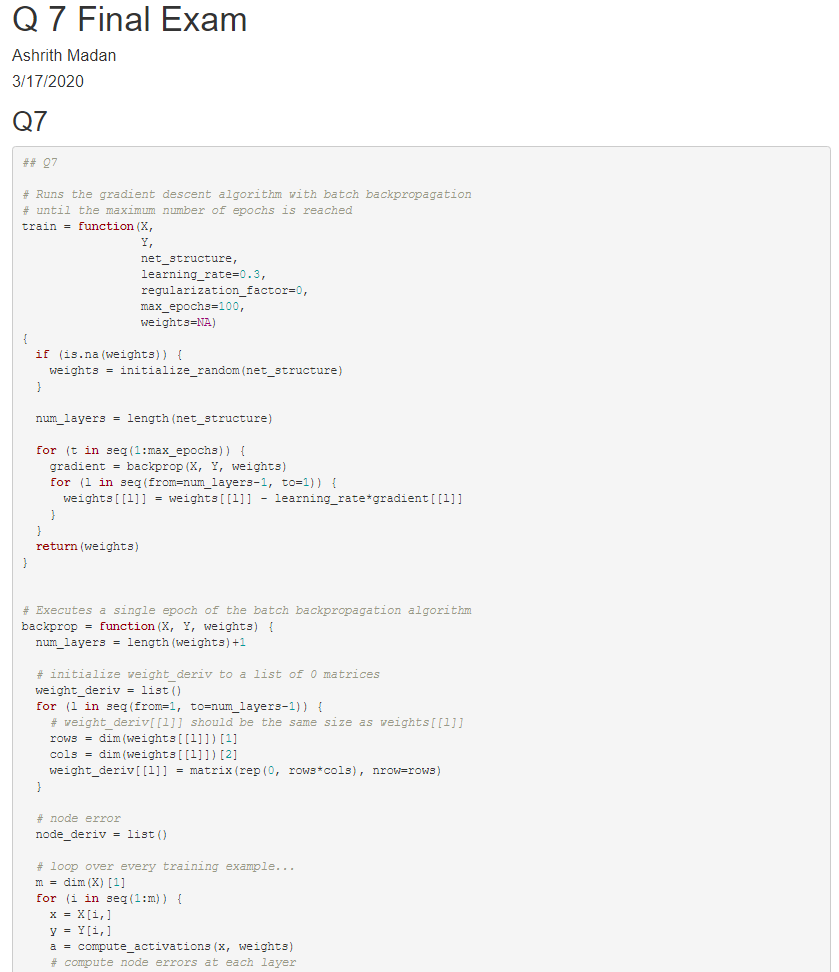 Q 7 Final Exam
Ashrith Madan
3/17/2020
Q7
## Q7
# Runs the gradient descent algorithm with batch backpropagation
# until the maximum number of epochs is reached
train = function(X,
Y,
net_structure,
learning_rate=0.3,
regularization_factor=0,
max_epochs=100,
weights=NA)
{
if (is.na(weights)) {
weights = initialize_random(net_structure)
}
num_layers = length(net_structure)
for (t in seq(1:max_epochs)) {
gradient = backprop(X, Y, weights)
for (l in seq(from=num_layers-1, to=1)) {
weights[[l]] = weights[[l]] - learning_rate*gradient[[l]]
}
}
return(weights)
}
# Executes a single epoch of the batch backpropagation algorithm
backprop = function(X, Y, weights) {
num_layers = length(weights)+1
# initialize weight_deriv to a list of 0 matrices
weight_deriv = list()
for (l in seq(from=1, to=num_layers-1)) {
# weight_deriv[[l]] should be the same size as weights[[l]]
rows = dim(weights[[l]])[1]
cols = dim(weights[[l]])[2]
weight_deriv[[l]] = matrix(rep(0, rows*cols), nrow=rows)
}
# node error
node_deriv = list()
# loop over every training example...
m = dim(X)[1]
for (i in seq(1:m)) {
x = X[i,]
y = Y[i,]
a = compute_activations(x, weights)
# compute node errors at each layer